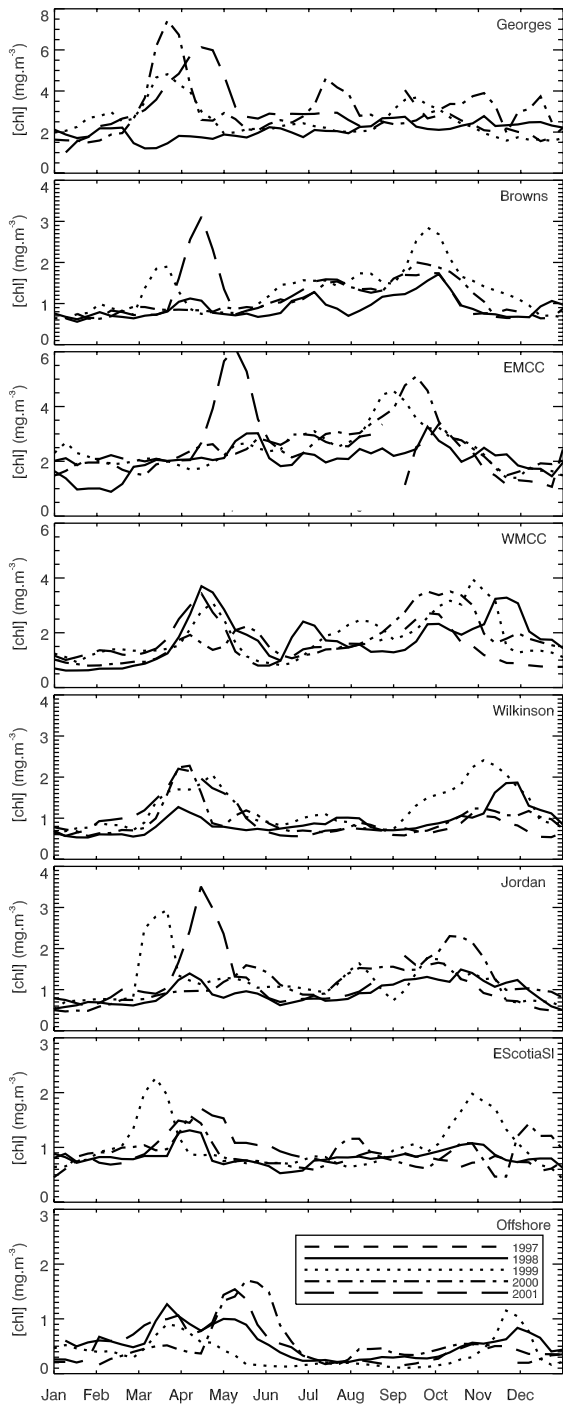 Georges
[chl] (mg.m-3)
8
6
4
2
0
Browns
[chl] (mg.m-3)
4
3
2
1
0
EMCC
[chl] (mg.m-3)
6
4
2
0
WMCC
[chl] (mg.m-3)
6
4
2
0
Wilkinson
[chl] (mg.m-3)
4
3
2
1
0
Jordan
[chl] (mg.m-3)
4
3
2
1
0
EScotiaSl
[chl] (mg.m-3)
3
2
1
0
Offshore
[chl] (mg.m-3)
3
2
1
0
1997
1998
1999
2000
2001
Jan Feb Mar Apr May Jun Jul Aug Sep Oct Nov Dec